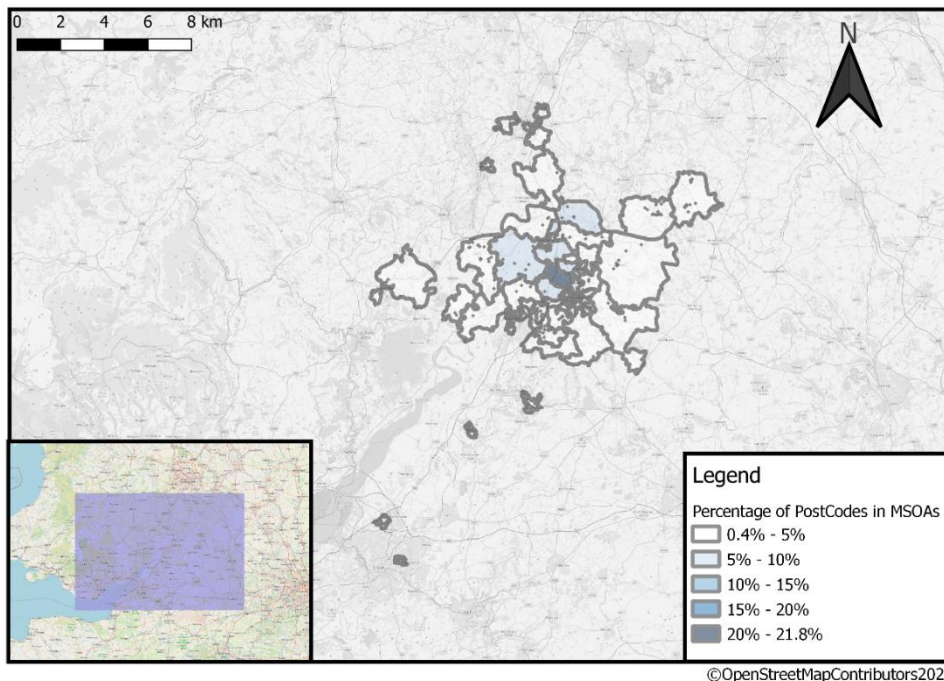 0 2 4 6 8 km
N
Legend
Percentage of PostCodes in MSOAs
0.4% - 5%
5% - 10%
10% - 15%
15% - 20%
20% - 21.8%
©OpenStreetMapContributors202